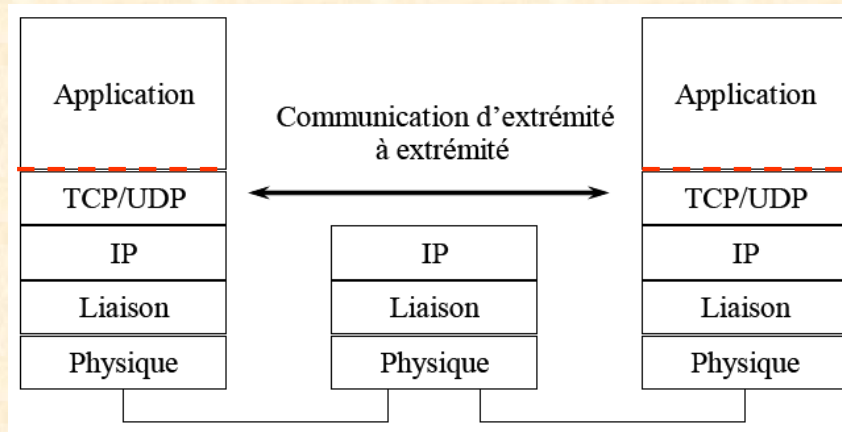 Application
Application
Communication d'extrémité
à extrémité
TCP/UDP
TCP/UDP
IP
IP
IP
Liaison
Liaison
Liaison
Physique
Physique
Physique